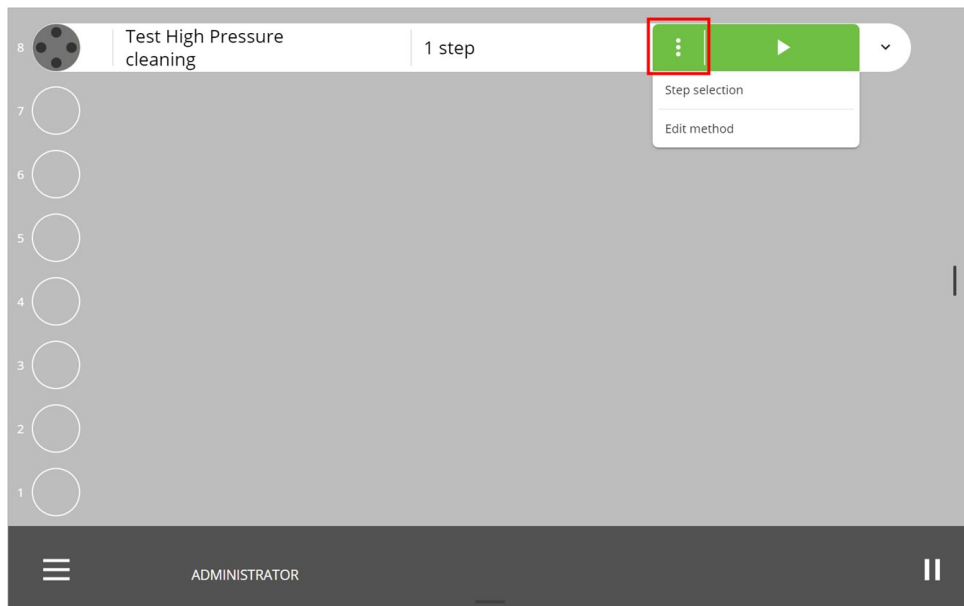 8
Test High Pressure
cleaning
1 step
Step selection
Edit method
7
6
5
4
3
2
1
ADMINISTRATOR